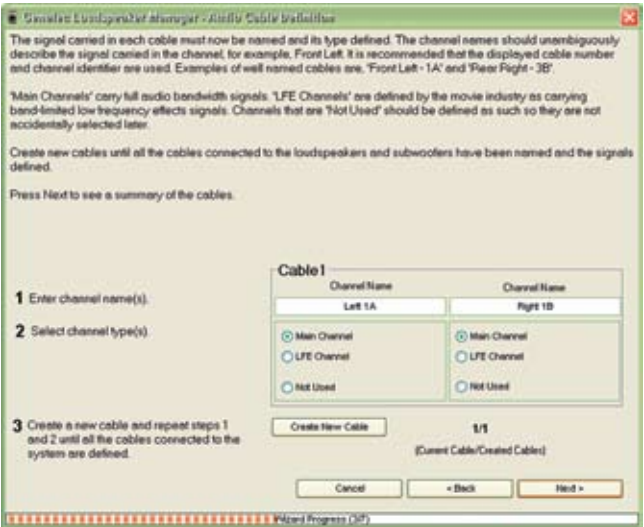 Genelec Loudspeaker Manager - Audio Cable Definition
The signal carried in each cable must now be named and its type defined. The channel names should unambiguously
describe the signal carried in the channel, for example, Front Left. It is recommended that the displayed cable number
and channel identifier are used. Examples of well named cables are, 'Front Left - 1A' and 'Rear Right - 3B'.
'Main Channels' carry full audio bandwidth signals. 'LFE Channels' are defined by the movie industry as carrying
band-limited low frequency effects signals. Channels that are 'Not Used' should be defined as such so they are not
accidentally selected later.
Create new cables until all the cables connected to the loudspeakers and subwoofers have been named and the signals
defined.
Press Next to see a summary of the cables.
Cable1
Channel Name Channel Name
1 Enter channel name(s).
Left 1A Right 1B
2 Select channel type(s).
Main Channel Main Channel
LFE Channel LFE Channel
Not Used Not Used
3 Create a new cable and repeat steps 1
and 2 until all the cables connected to the
system are defined.
Create New Cable 1/1
(Current Cable/Created Cables)
Cancel < Back Next >
Wizard Progress (3/7)